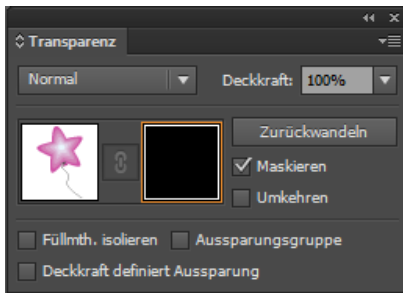 Transparenz
Normal Deckkraft: 100%
Zurückwandeln
Maskieren
Umkehren
Füllmth. isolieren Aussparungsgruppe
Deckkraft definiert Aussparung